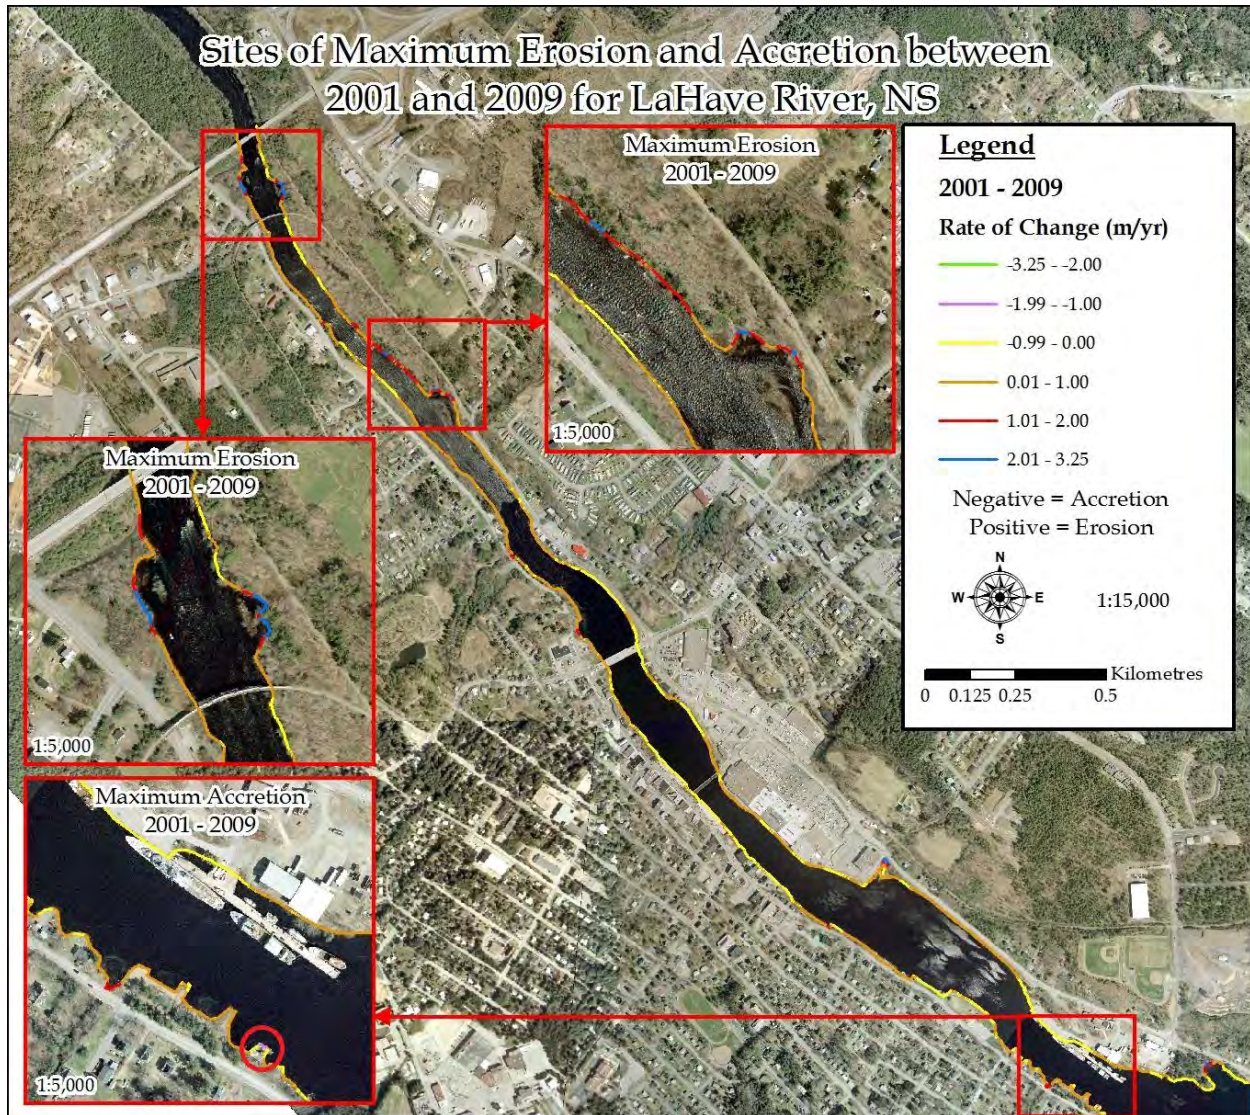 Sites of Maximum Erosion and Accretion between
2001 and 2009 for LaHave River, NS
Maximum Erosion
2001 - 2009
1:5,000
Legend
2001 - 2009
Rate of Change (m/yr)
-3.25 - -2.00
-1.99 - -1.00
-0.99 - 0.00
0.01 - 1.00
1.01 - 2.00
2.01 - 3.25
Negative = Accretion
Positive = Erosion
N
W E
S
1:15,000
Kilometres
0 0.125 0.25 0.5
Maximum Erosion
2001 - 2009
1:5,000
Maximum Accretion
2001 - 2009
1:5,000